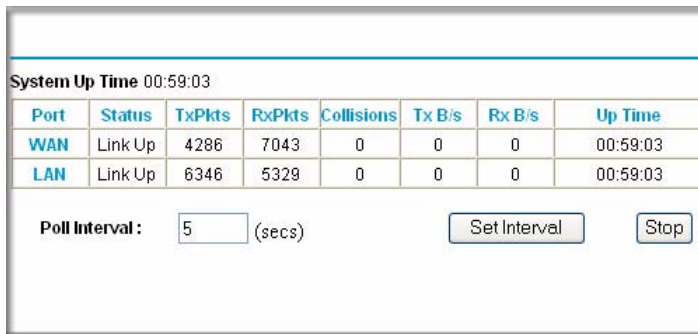 System Up Time 00:59:03
Port Status TxPkts RxPkts Collisions Tx B/s Rx B/s Up Time
WAN Link Up 4286 7043 0 0 0 00:59:03
LAN Link Up 6346 5329 0 0 0 00:59:03
Poll Interval : 5 (secs) Set Interval Stop